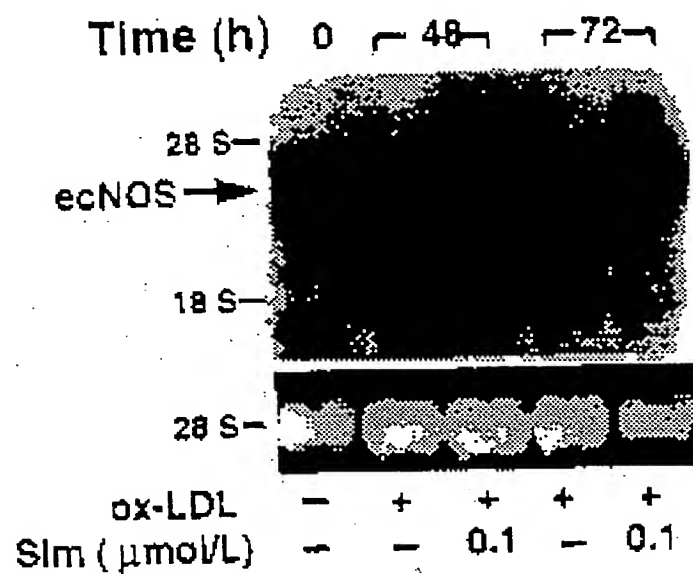 Time (h) 0 48 72
28 S
ecNOS
18 S
28 S
ox-LDL – + + + +
Sim (μmol/L) – – 0.1 – 0.1